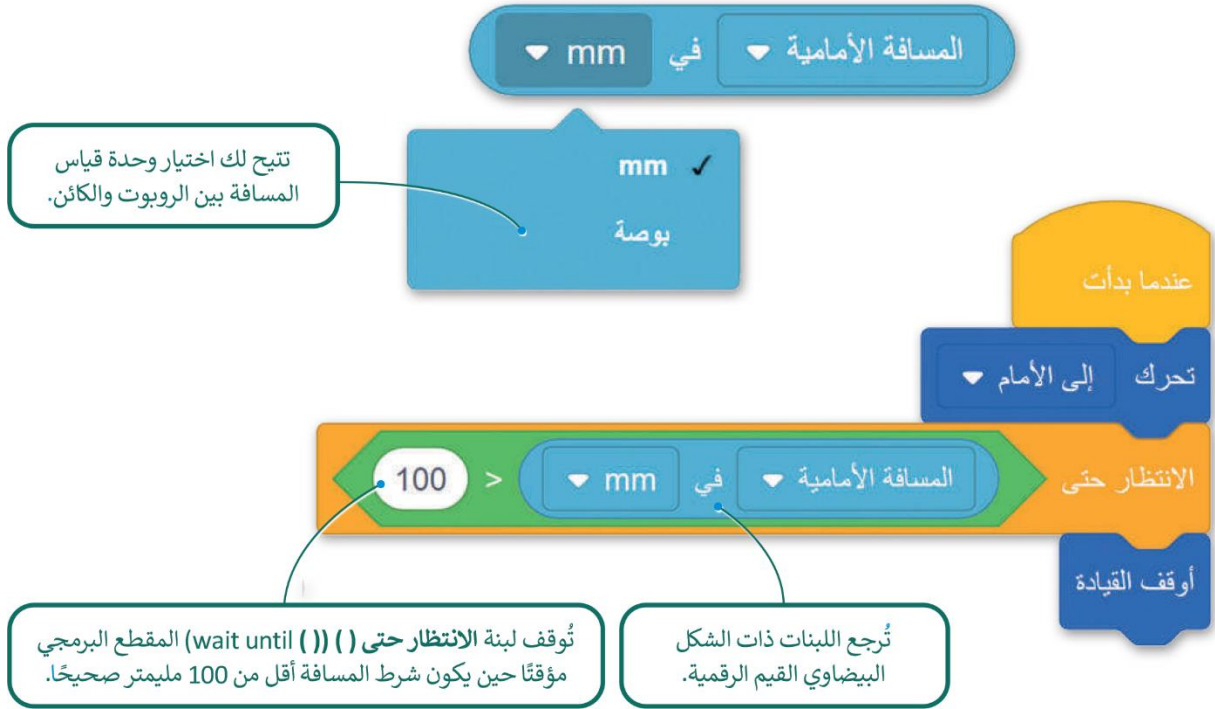 المسافة الأمامية في mm
mm
بوصة
تتيح لك اختيار وحدة قياس
المسافة بين الروبوت والكائن.
عندما بدأت
تحرك إلى الأمام
الانتظار حتى المسافة الأمامية في mm > 100
أوقف القيادة
تُرجع اللبنات ذات الشكل
البيضاوي القيم الرقمية.
تُوقف لبنة الانتظار حتى ( ) (wait until ( )) المقطع البرمجي
مؤقتًا حين يكون شرط المسافة أقل من 100 مليمتر صحيحًا.